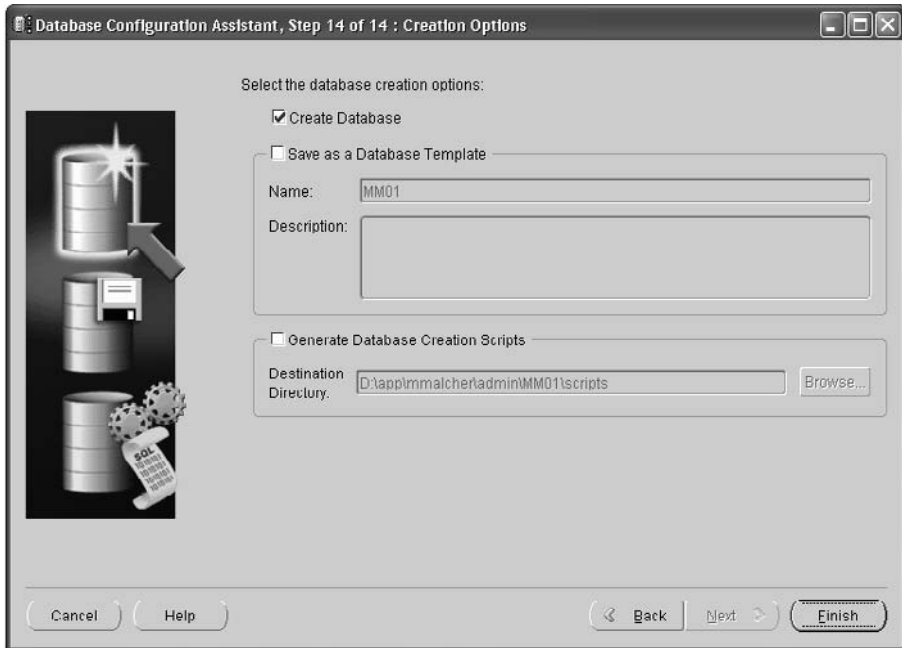 Database Configuration Assistant, Step 14 of 14 : Creation Options
Select the database creation options:
Create Database
Save as a Database Template
Name: MM01
Description:
Generate Database Creation Scripts
Destination
Directory. D:\app\mmalcher\admin\MM01\scripts Browse...
SQL
Cancel Help Back Next Finish